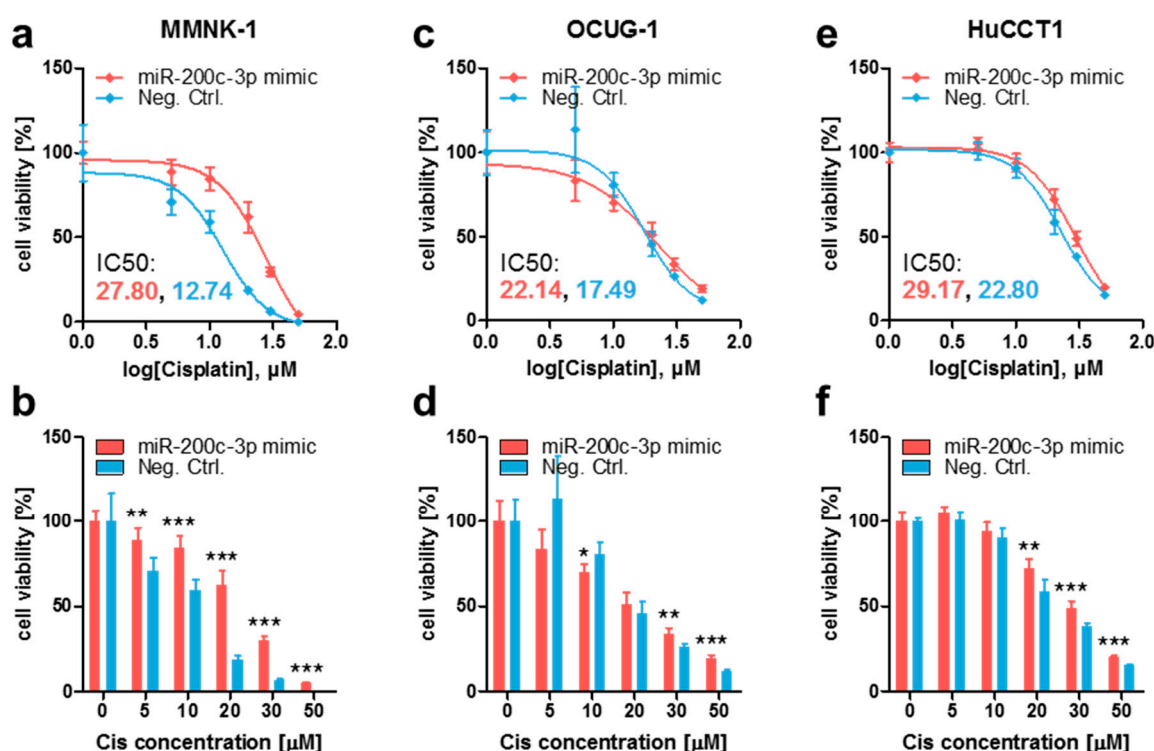 a
MMNK-1
miR-200c-3p mimic
Neg. Ctrl.
cell viability [%]
150
100
50
0
IC50:
27.80, 12.74
0.0 0.5 1.0 1.5 2.0
log[Cisplatin], µM
c
OCUG-1
miR-200c-3p mimic
Neg. Ctrl.
cell viability [%]
150
100
50
0
IC50:
22.14, 17.49
0.0 0.5 1.0 1.5 2.0
log[Cisplatin], µM
e
HuCCT1
miR-200c-3p mimic
Neg. Ctrl.
cell viability [%]
150
100
50
0
IC50:
29.17, 22.80
0.0 0.5 1.0 1.5 2.0
log[Cisplatin], µM
b
miR-200c-3p mimic
Neg. Ctrl.
cell viability [%]
150
100
50
0
** *** *** *** ***
0 5 10 20 30 50
Cis concentration [µM]
d
miR-200c-3p mimic
Neg. Ctrl.
cell viability [%]
150
100
50
0
* ** ***
0 5 10 20 30 50
Cis concentration [µM]
f
miR-200c-3p mimic
Neg. Ctrl.
cell viability [%]
150
100
50
0
** *** ***
0 5 10 20 30 50
Cis concentration [µM]